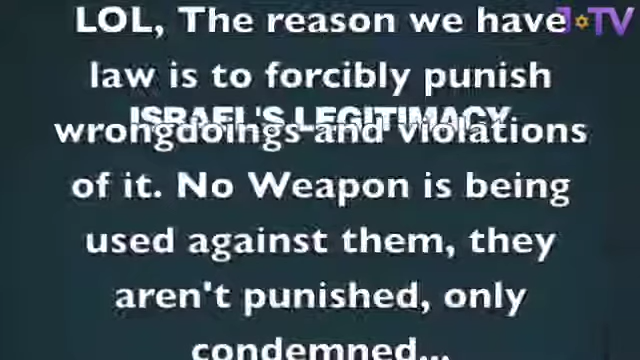 LOL, The reason we have
J TV
law is to forcibly punish
ISRAEL'S LEGITIMACY
wrongdoings and violations
of it. No Weapon is being
used against them, they
aren't punished, only
condemned...